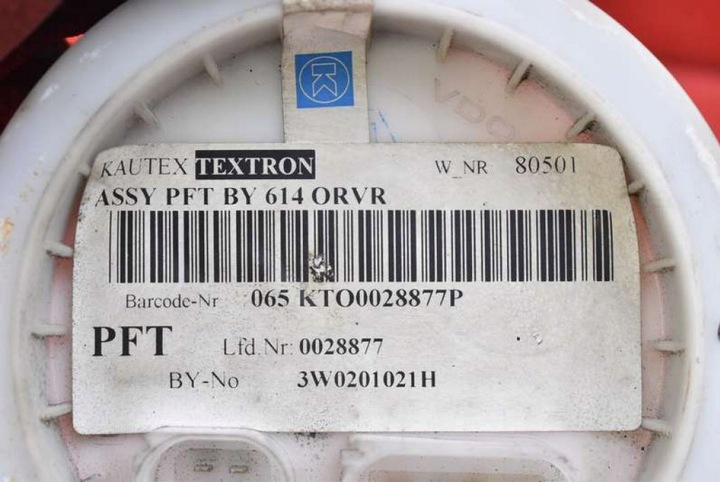 VDO
KAUTEX TEXTRON W_NR 80501
ASSY PFT BY 614 ORVR
Barcode-Nr 065 KTO0028877P
PFT Lfd.Nr: 0028877
BY-No 3W0201021H